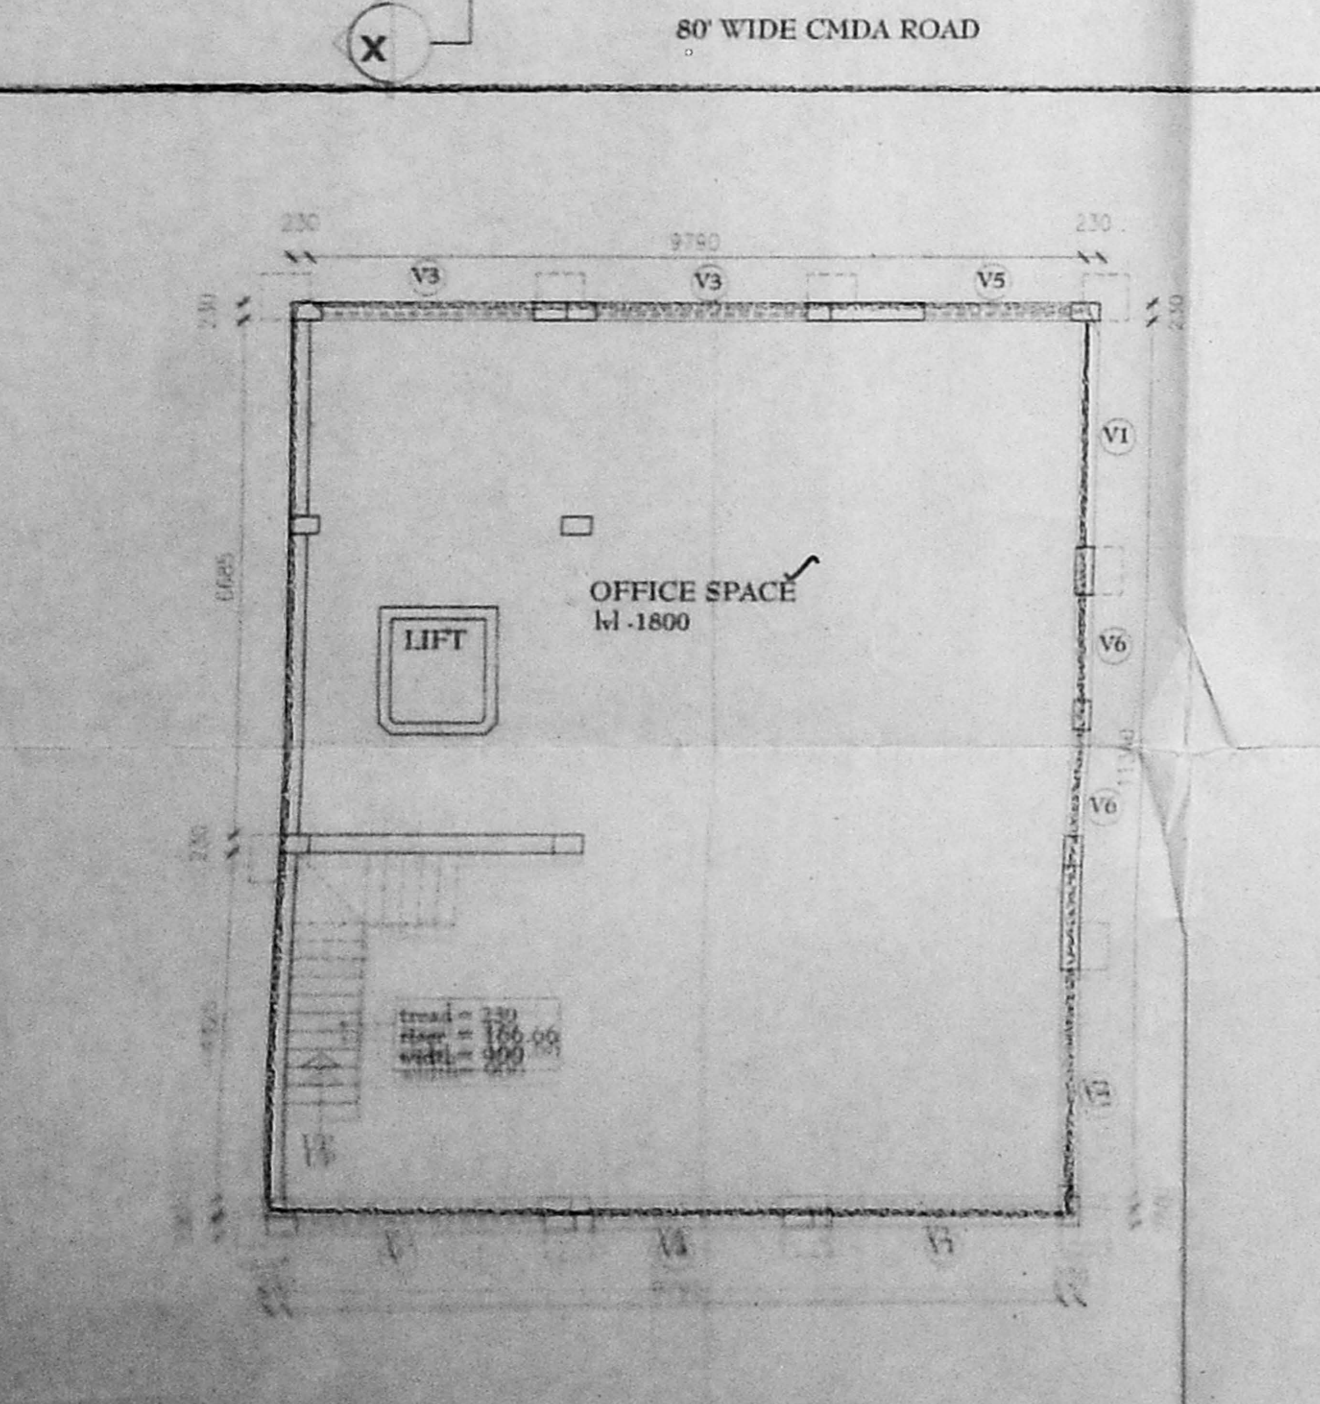 X
80' WIDE CMDA ROAD
230
9790
230
V3
V3
V5
230
230
V1
6685
OFFICE SPACE
lvl -1800
LIFT
V6
V6
230
tread = 230
riser = 166.66
width = 900